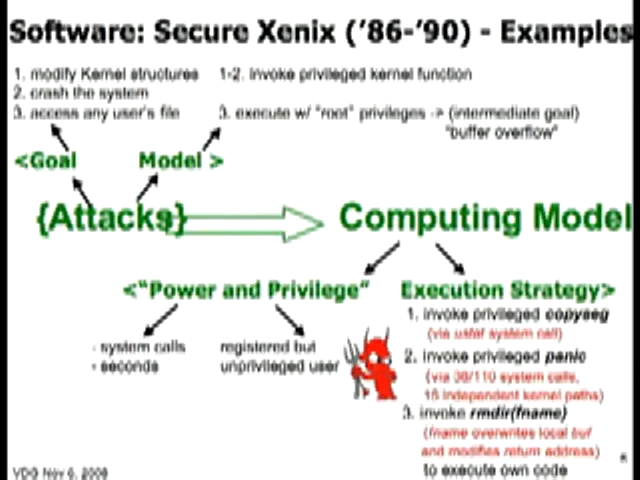 Software: Secure Xenix ('86-'90) - Examples
1. modify Kernel structures
2. crash the system
3. access any user's file
1-2. Invoke privileged kernel function
3. execute w/ "root" privileges -> (intermediate goal)
"buffer overflow"
<Goal Model >
{Attacks} Computing Model
<"Power and Privilege" Execution Strategy>
- system calls
- seconds
registered but
unprivileged user
1. invoke privileged copyseg
(via ustat system call)
2. invoke privileged panic
(via 38/110 system calls,
15 independent kernel paths)
3. invoke rmdir(fname)
(fname overwrites local buf
and modifies return address)
to execute own code
VDG Nov 6, 2009